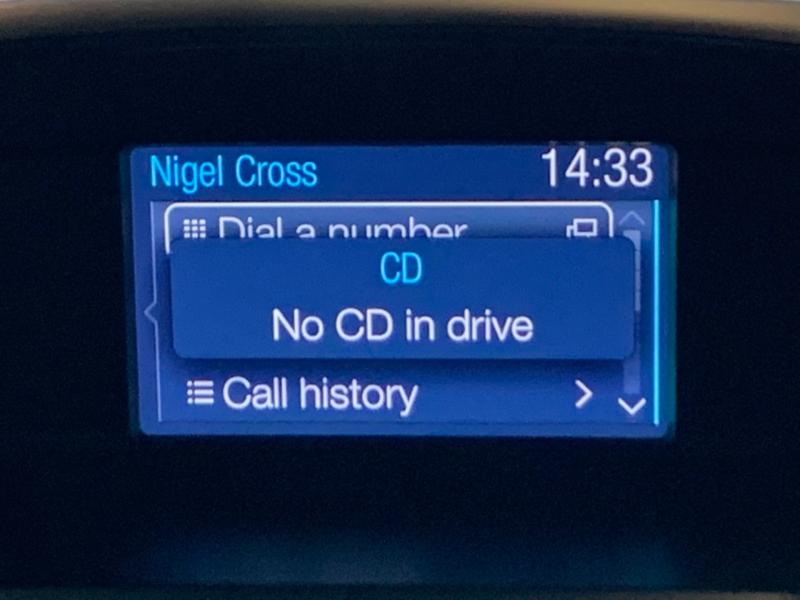 Nigel Cross 14:33
Dial a number
CD
No CD in drive
Call history